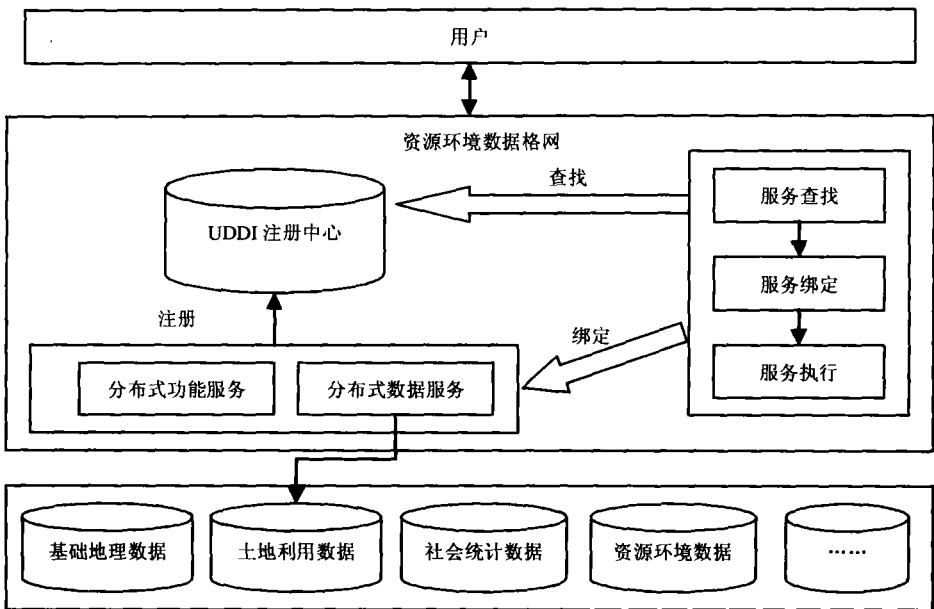 用户
资源环境数据格网
查找
服务查找
UDDI 注册中心
服务绑定
注册
绑定
服务执行
分布式功能服务
分布式数据服务
基础地理数据
土地利用数据
社会统计数据
资源环境数据
……